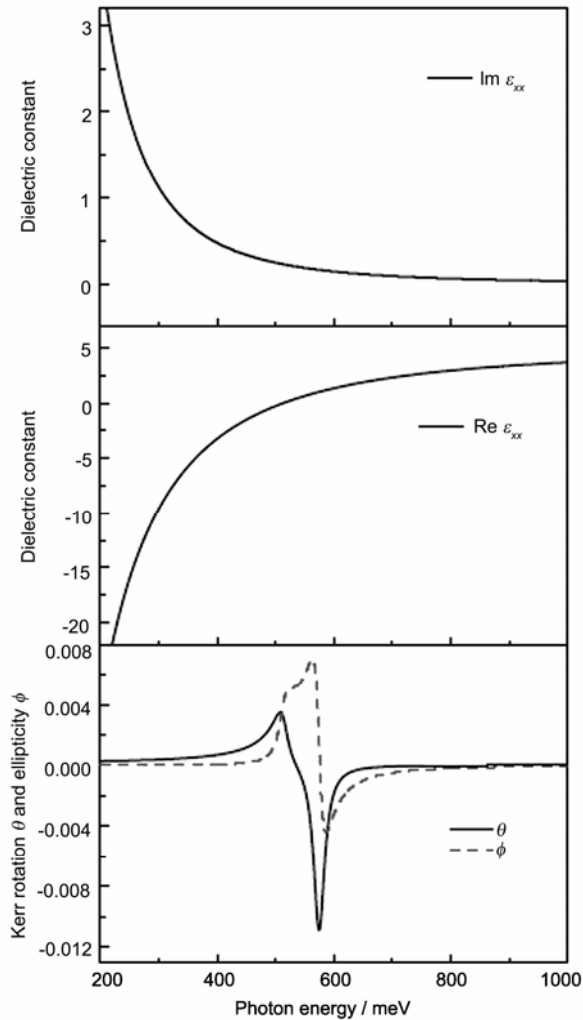 3
2
1
0
Dielectric constant
Im εxx
5
0
-5
-10
-15
-20
Dielectric constant
Re εxx
0.008
0.004
0.000
-0.004
-0.008
-0.012
Kerr rotation θ and ellipticity ϕ
θ
ϕ
200 400 600 800 1000
Photon energy / meV